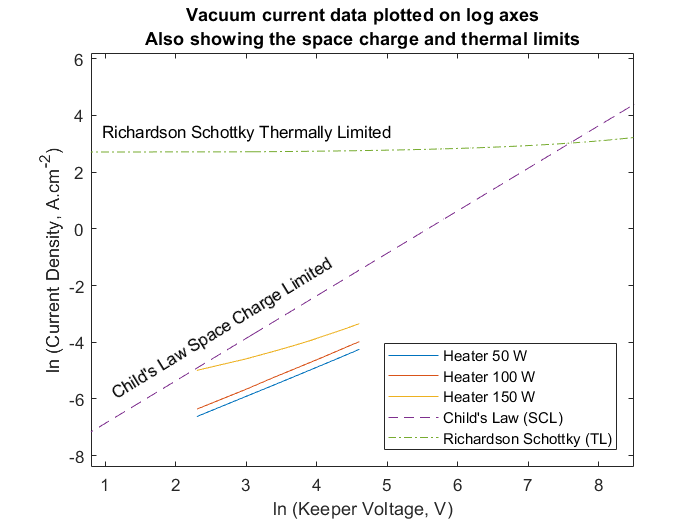 Vacuum current data plotted on log axes
Also showing the space charge and thermal limits
6
4
2
0
-2
-4
-6
-8
ln (Current Density, A.cm-2)
Richardson Schottky Thermally Limited
Child's Law Space Charge Limited
Heater 50 W
Heater 100 W
Heater 150 W
Child's Law (SCL)
Richardson Schottky (TL)
1 2 3 4 5 6 7 8
ln (Keeper Voltage, V)